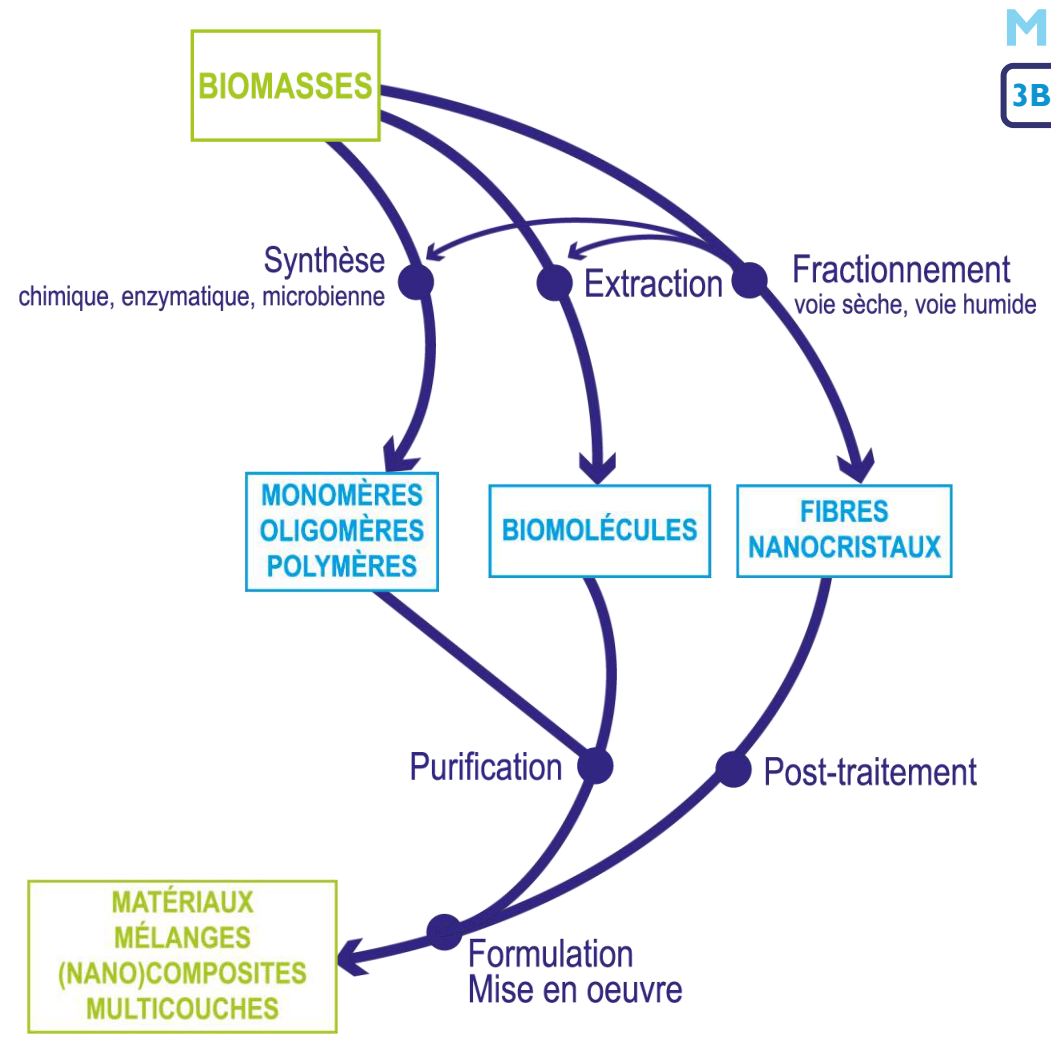 M
3B
BIOMASSES
Synthèse
chimique, enzymatique, microbienne
Extraction
Fractionnement
voie sèche, voie humide
MONOMÈRES
OLIGOMÈRES
POLYMÈRES
BIOMOLÉCULES
FIBRES
NANOCRISTAUX
Purification
Post-traitement
MATÉRIAUX
MÉLANGES
(NANO)COMPOSITES
MULTICOUCHES
Formulation
Mise en oeuvre